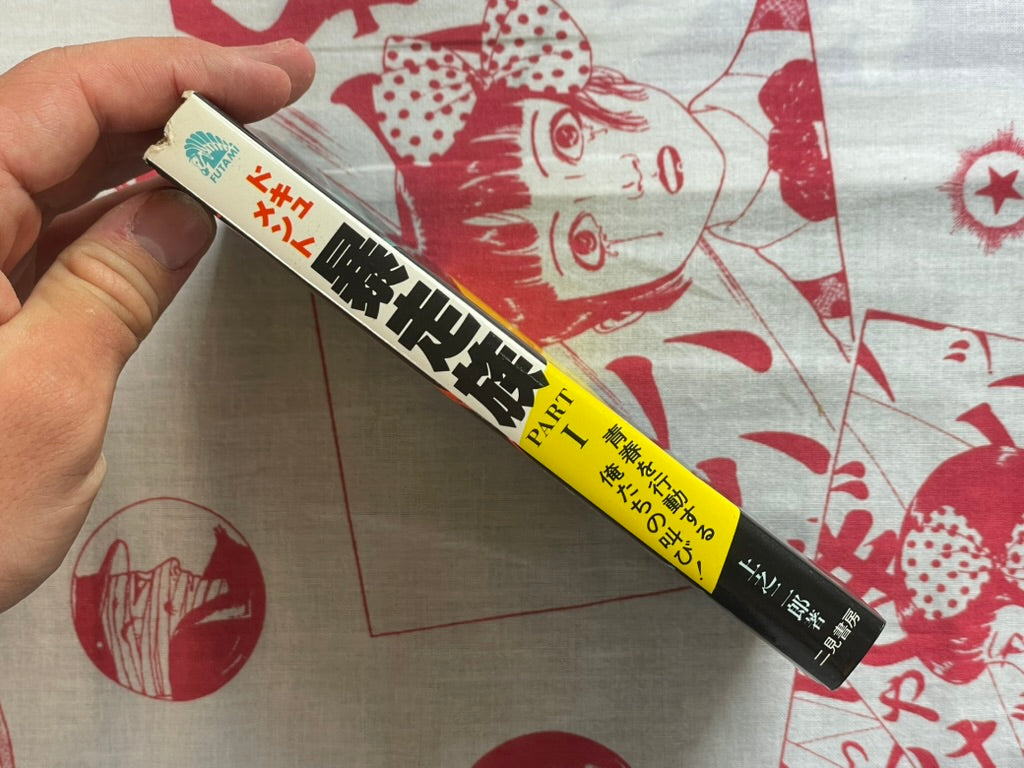 FUTAMI
ドキュメント
暴走族
PART
I
青春を行動する
俺たちの叫び!
上之二郎著
二見書房